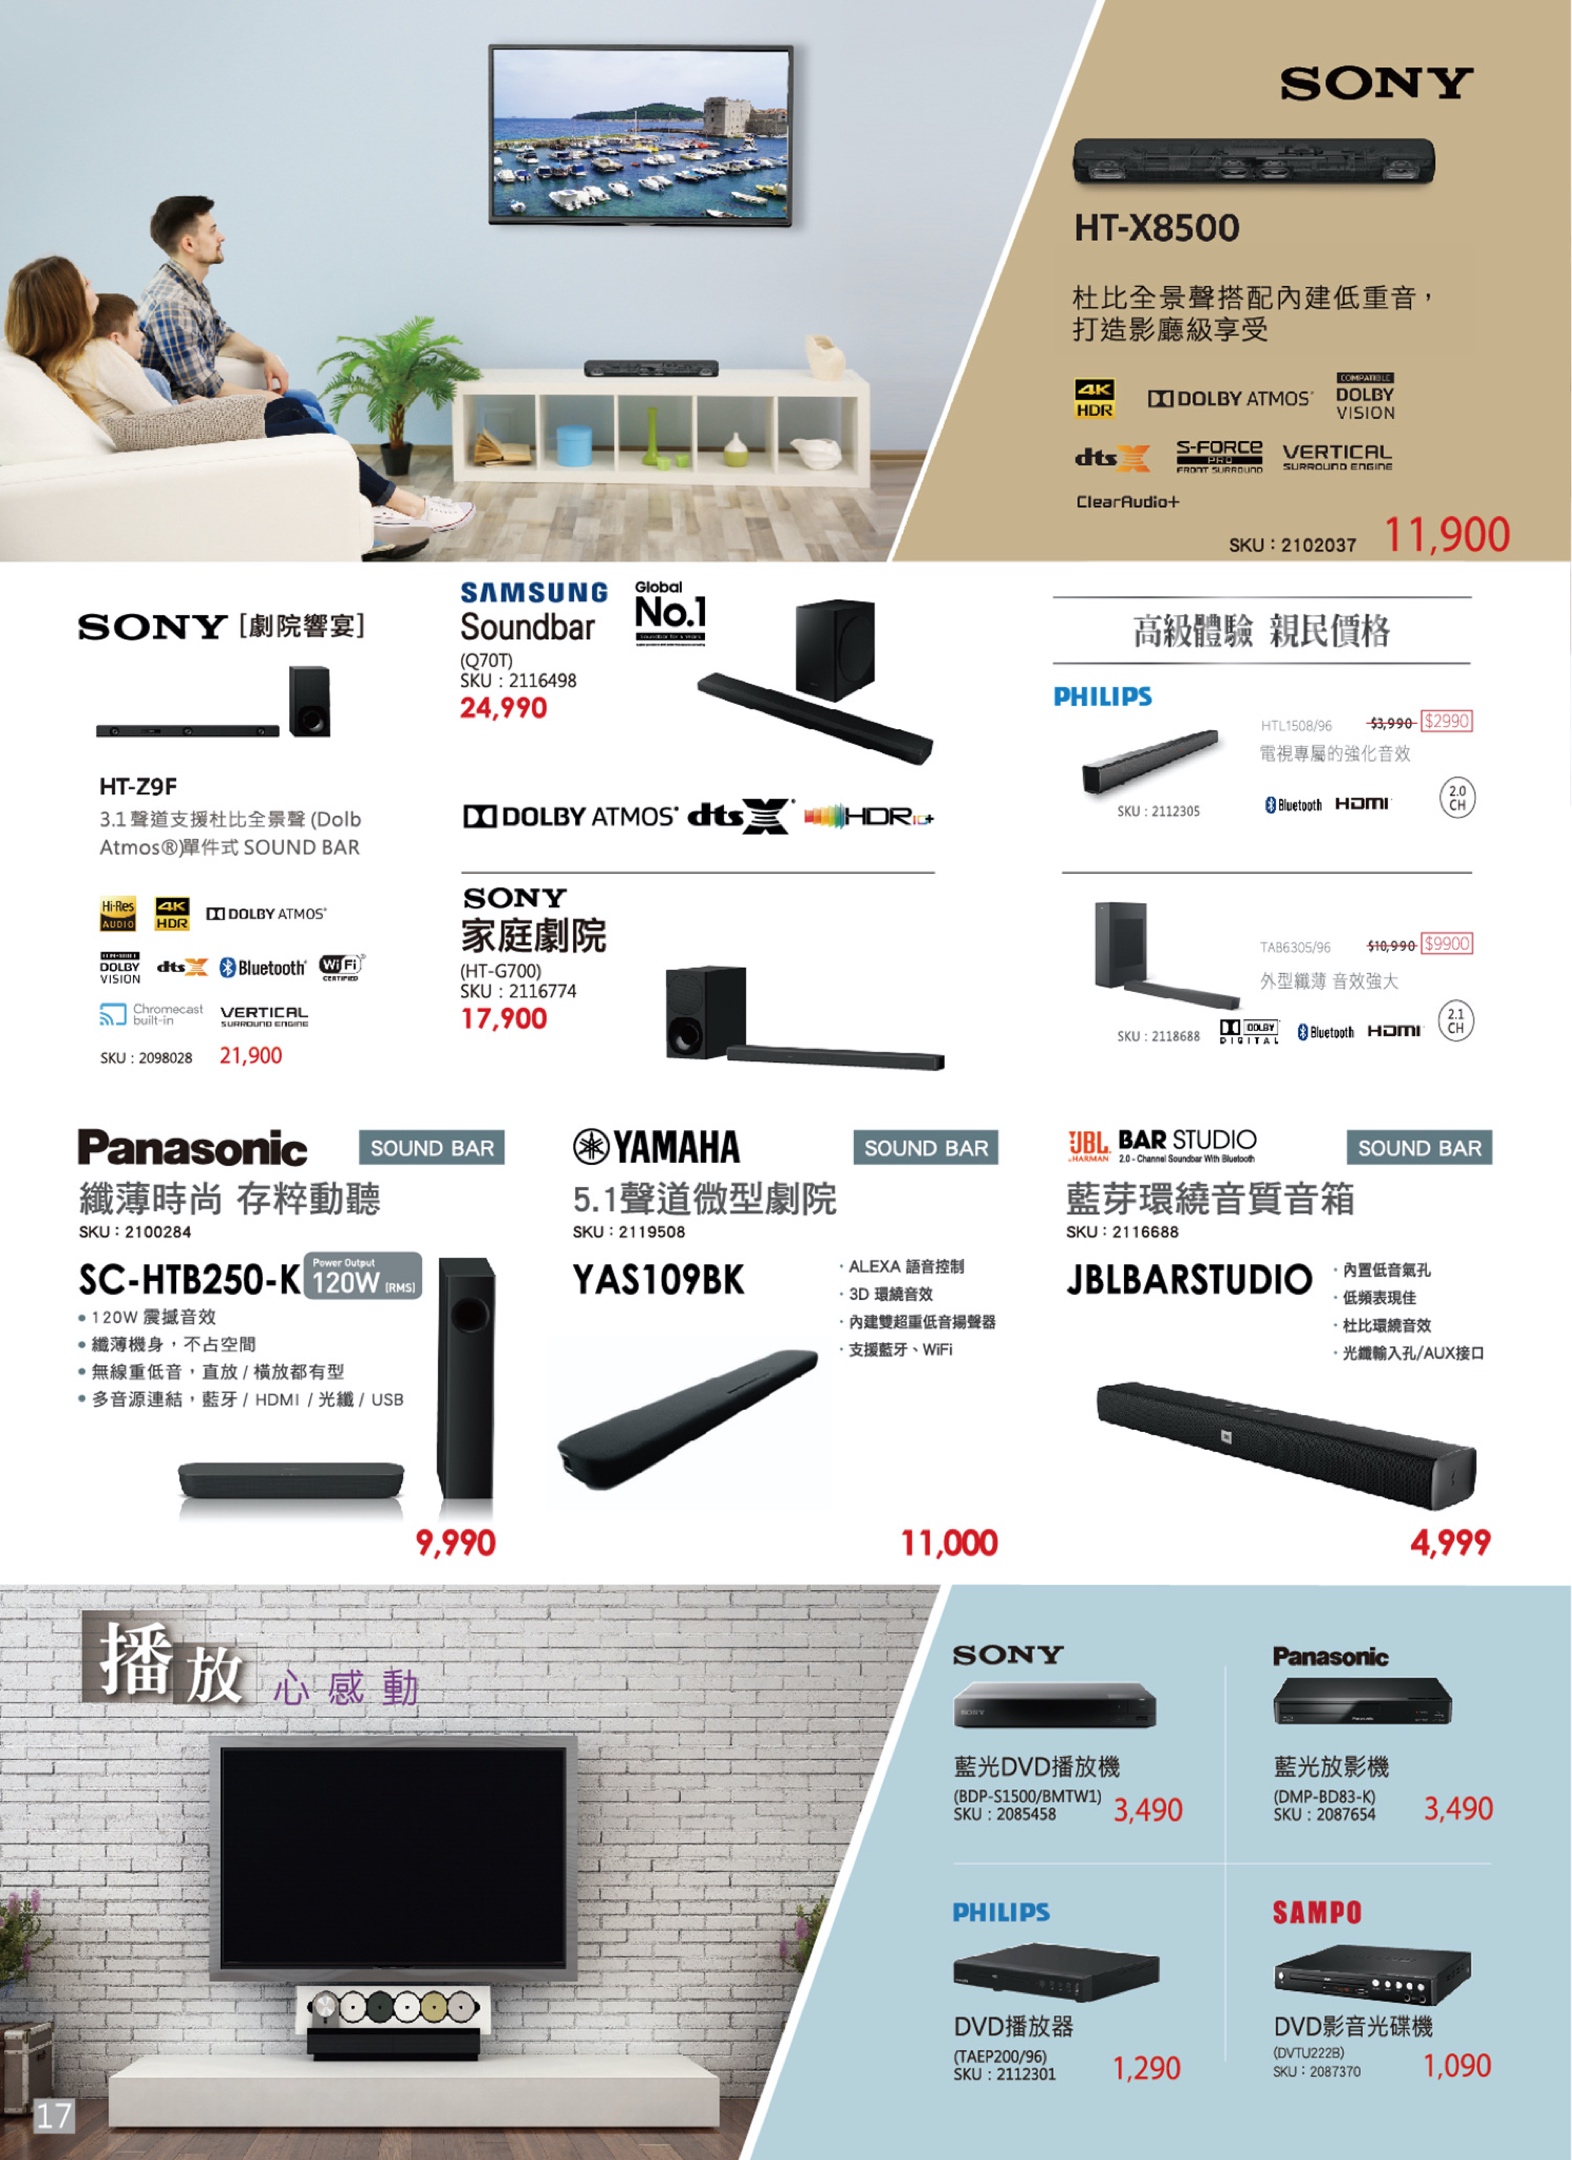 SONY
HT-X8500
杜比全景聲搭配內建低重音，
打造影廳級享受
4K
HDR
DOLBY ATMOS
COMPATIBLE
DOLBY
VISION
dts X
S-FORCE
PRO
FRONT SURROUND
VERTICAL
SURROUND ENGINE
ClearAudio+
SKU：2102037 11,900
SONY [劇院響宴]
HT-Z9F
3.1聲道支援杜比全景聲 (Dolb
Atmos®)單件式 SOUND BAR
Hi-Res
AUDIO
4K
HDR
DOLBY ATMOS
DOLBY
VISION
dts X
Bluetooth
Wi Fi
CERTIFIED
Chromecast
built-in
VERTICAL
SURROUND ENGINE
SKU : 2098028 21,900
SAMSUNG
Soundbar
(Q70T)
SKU : 2116498
24,990
Global
No.1
DOLBY ATMOS dts X HDR10+
SONY
家庭劇院
(HT-G700)
SKU : 2116774
17,900
高級體驗 親民價格
PHILIPS
HTL1508/96 $3,990 $2990
電視專屬的強化音效
Bluetooth HDMI
2.0
CH
SKU : 2112305
TAB6305/96 $10,990 $9900
外型纖薄 音效強大
DOLBY
DIGITAL
Bluetooth HDMI
2.1
CH
SKU : 2118688
Panasonic SOUND BAR
纖薄時尚 存粹動聽
SKU：2100284
SC-HTB250-K
Power Output
120W (RMS)
• 120W 震撼音效
• 纖薄機身，不占空間
• 無線重低音，直放 / 橫放都有型
• 多音源連結，藍牙 / HDMI / 光纖 / USB
9,990
YAMAHA SOUND BAR
5.1聲道微型劇院
SKU：2119508
YAS109BK
· ALEXA 語音控制
· 3D 環繞音效
· 內建雙超重低音揚聲器
· 支援藍牙、WiFi
11,000
JBL
HARMAN
BAR STUDIO
2.0 - Channel Soundbar With Bluetooth
SOUND BAR
藍芽環繞音質音箱
SKU：2116688
JBLBARSTUDIO
· 內置低音氣孔
· 低頻表現佳
· 杜比環繞音效
· 光纖輸入孔/AUX接口
4,999
播放心感動
SONY
藍光DVD播放機
(BDP-S1500/BMTW1)
SKU : 2085458
3,490
Panasonic
藍光放影機
(DMP-BD83-K)
SKU : 2087654
3,490
PHILIPS
DVD播放器
(TAEP200/96)
SKU : 2112301
1,290
SAMPO
DVD影音光碟機
(DVTU222B)
SKU：2087370
1,090
17